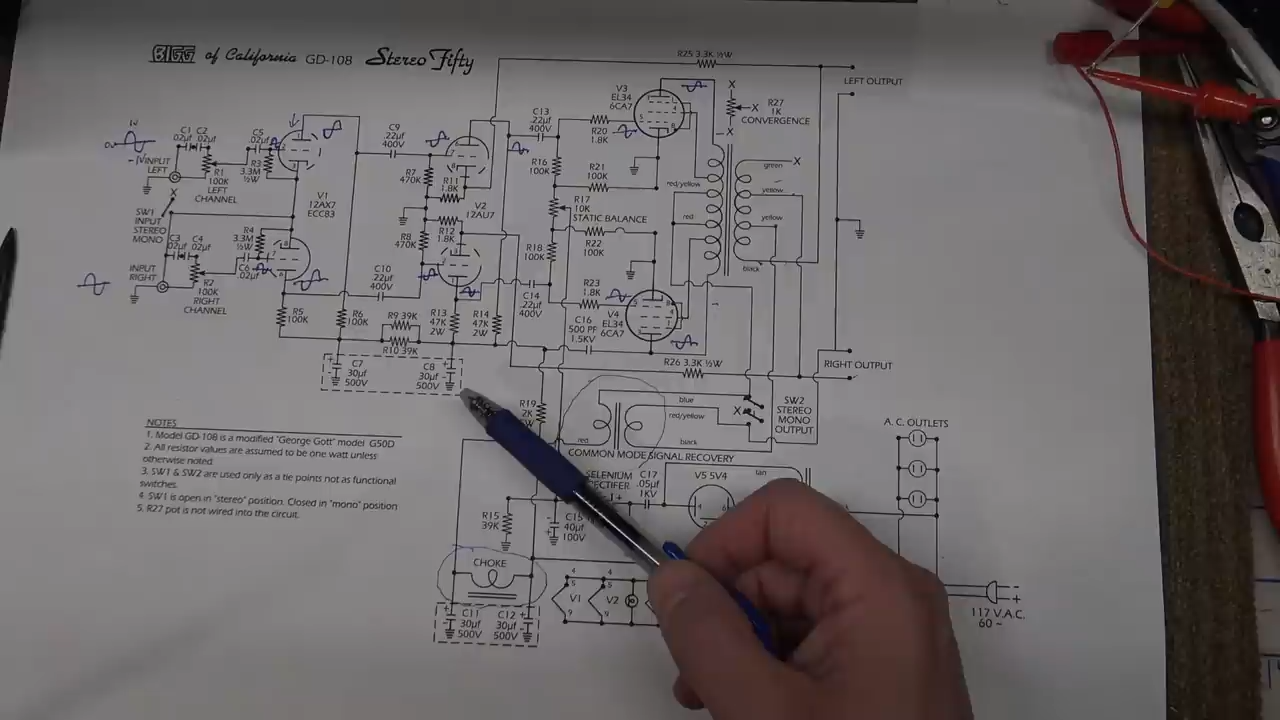 BIGG of California GD-108 Stereo Fifty
R25 3.3K ½W
LEFT OUTPUT
V3
EL34
6CA7
X
R27
1K
CONVERGENCE
X
X
C13
.22µf
400V
R20
1.8K
C1 C2
.02µf .02µf
C5
.02µf
R3
3.3M
½W
C9
.22µf
400V
R7
470K
R11
1.8K
R16
100K
R21
100K
green
X
yellow
red/yellow
INPUT
LEFT
R1
100K
LEFT
CHANNEL
V1
12AX7
ECC83
V2
12AU7
R17
10K
STATIC BALANCE
red
yellow
X
SW1
INPUT
STEREO
MONO
R4
3.3M
½W
R12
1.8K
R8
470K
R18
100K
R22
100K
C3 C4
.02µf .02µf
C6
.02µf
black
INPUT
RIGHT
R2
100K
RIGHT
CHANNEL
C10
.22µf
400V
C14
.22µf
400V
R23
1.8K
V4
EL34
6CA7
R5
100K
R6
100K
R9 39K
R10 39K
R13
47K
2W
R14
47K
2W
C16
500 PF
1.5KV
R26 3.3K ½W
RIGHT OUTPUT
C7
30µf
500V
C8
30µf
500V
R19
2K
blue
red/yellow
X
SW2
STEREO
MONO
OUTPUT
red
black
COMMON MODE SIGNAL RECOVERY
A.C. OUTLETS
NOTES
1. Model GD-108 is a modified "George Gott" model G50D
2. All resistor values are assumed to be one watt unless
otherwise noted.
3. SW1 & SW2 are used only as a tie points not as functional
switches.
4. SW1 is open in "stereo" position. Closed in "mono" position
5. R27 pot is not wired into the circuit.
SELENIUM
C17
.05µf
1KV
V5 5V4
tan
R15
39K
C15
40µf
100V
CHOKE
V1
V2
C11
30µf
500V
C12
30µf
500V
117 V.A.C.
60 ~